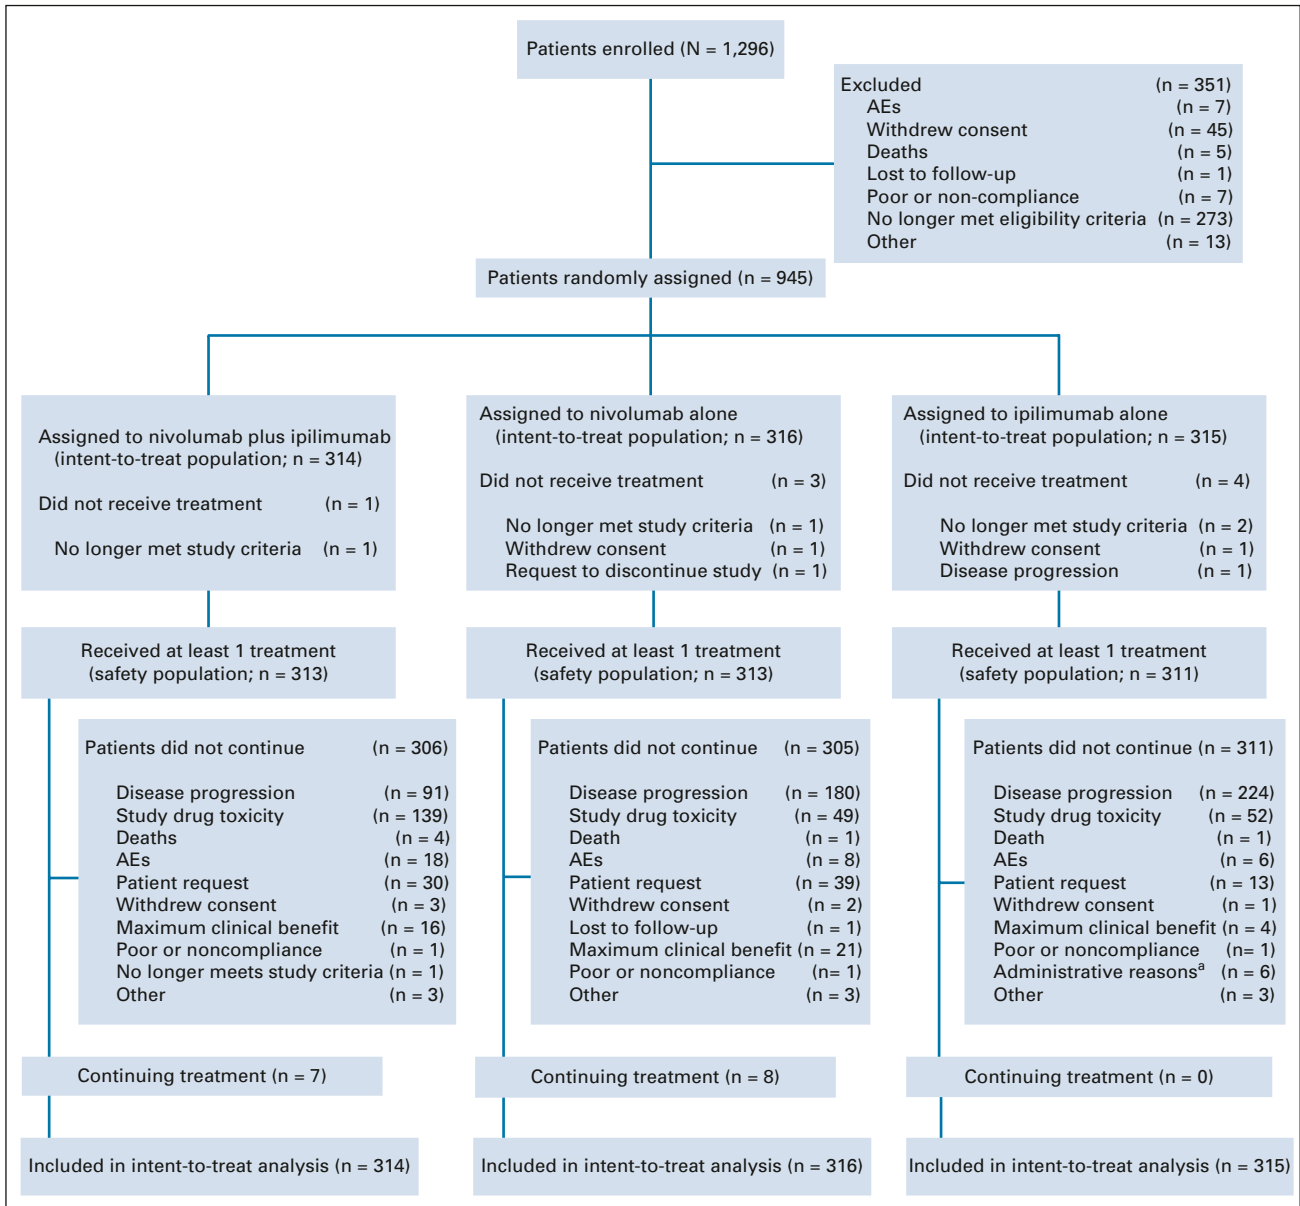 Patients enrolled (N = 1,296)
Excluded (n = 351)
AEs (n = 7)
Withdrew consent (n = 45)
Deaths (n = 5)
Lost to follow-up (n = 1)
Poor or non-compliance (n = 7)
No longer met eligibility criteria (n = 273)
Other (n = 13)
Patients randomly assigned (n = 945)
Assigned to nivolumab plus ipilimumab
(intent-to-treat population; n = 314)
Did not receive treatment (n = 1)
No longer met study criteria (n = 1)
Assigned to nivolumab alone
(intent-to-treat population; n = 316)
Did not receive treatment (n = 3)
No longer met study criteria (n = 1)
Withdrew consent (n = 1)
Request to discontinue study (n = 1)
Assigned to ipilimumab alone
(intent-to-treat population; n = 315)
Did not receive treatment (n = 4)
No longer met study criteria (n = 2)
Withdrew consent (n = 1)
Disease progression (n = 1)
Received at least 1 treatment
(safety population; n = 313)
Received at least 1 treatment
(safety population; n = 313)
Received at least 1 treatment
(safety population; n = 311)
Patients did not continue (n = 306)
Disease progression (n = 91)
Study drug toxicity (n = 139)
Deaths (n = 4)
AEs (n = 18)
Patient request (n = 30)
Withdrew consent (n = 3)
Maximum clinical benefit (n = 16)
Poor or noncompliance (n = 1)
No longer meets study criteria (n = 1)
Other (n = 3)
Patients did not continue (n = 305)
Disease progression (n = 180)
Study drug toxicity (n = 49)
Death (n = 1)
AEs (n = 8)
Patient request (n = 39)
Withdrew consent (n = 2)
Lost to follow-up (n = 1)
Maximum clinical benefit (n = 21)
Poor or noncompliance (n= 1)
Other (n = 3)
Patients did not continue (n = 311)
Disease progression (n = 224)
Study drug toxicity (n = 52)
Death (n = 1)
AEs (n = 6)
Patient request (n = 13)
Withdrew consent (n = 1)
Maximum clinical benefit (n = 4)
Poor or noncompliance (n= 1)
Administrative reasonsᵃ (n = 6)
Other (n = 3)
Continuing treatment (n = 7)
Continuing treatment (n = 8)
Continuing treatment (n = 0)
Included in intent-to-treat analysis (n = 314)
Included in intent-to-treat analysis (n = 316)
Included in intent-to-treat analysis (n = 315)